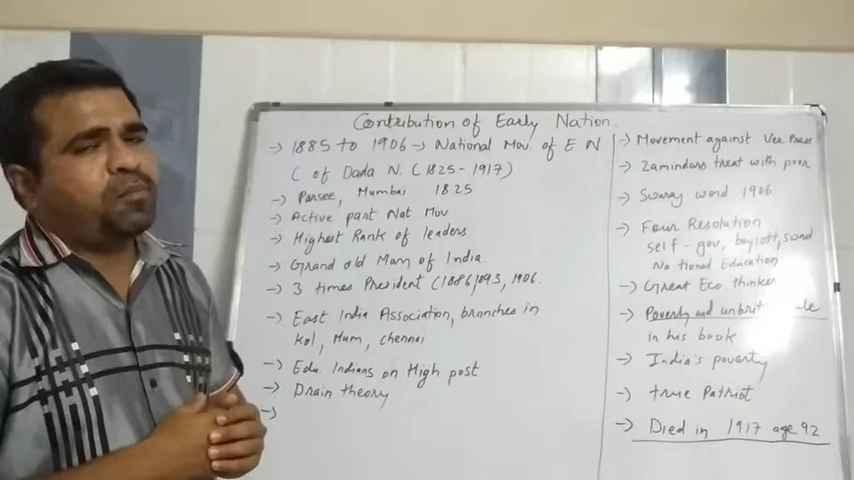 Contribution of Early Nation.
→ 1885 to 1906 → National Mov. of E. N
( of Dada N. (1825 - 1917)
→ Parsee, Mumbai 1825
→ Active part Nat Mov
→ Highest Rank of leaders
→ Grand old Man of India.
→ 3 times President (1886, 1893, 1906.
→ East India Association, branches in
Kol, Mum, chennai
→ Edu. Indians on High post
→ Drain theory
→
→ Movement against Ver Press
→ Zamindars treat with poor
→ Swaraj word 1906
→ Four Resolution
self - gov, boycott,
National Education
→ Great Eco. thinker
→ Poverty and
in his book
→ India's poverty
→ true Patriot
→ Died in 1917 age 92